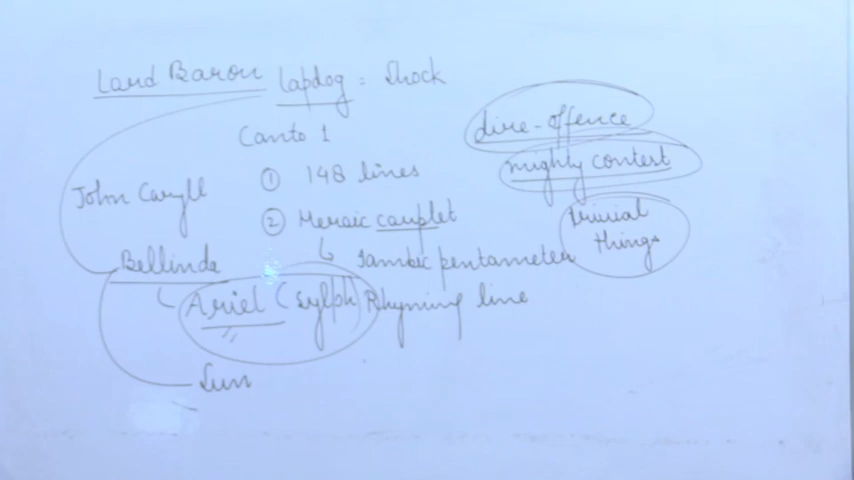 Lard Baron lapdog = Shock
Canto 1
dire-offence
mighty contest
trivial things
John Caryll
① 148 lines
② Heroic couplet
↳ Iambic pentameter
Rhyming line
Bellinda
↳ Ariel (Sylph
Sun